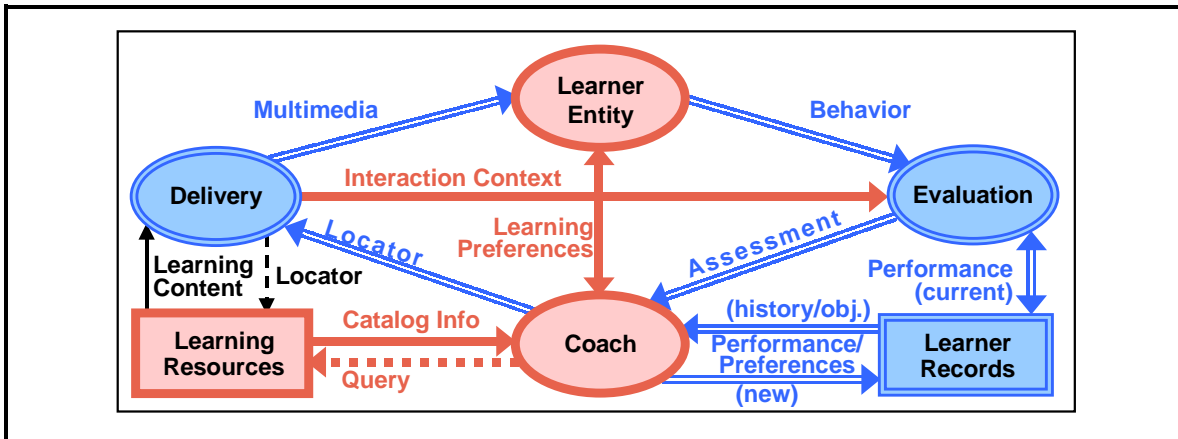 Learner
Entity
Multimedia
Behavior
Delivery
Interaction Context
Evaluation
Learning
Preferences
Locator
Assessment
Learning
Content
Locator
Performance
(current)
(history/obj.)
Learning
Resources
Catalog Info
Query
Coach
Performance/
Preferences
(new)
Learner
Records